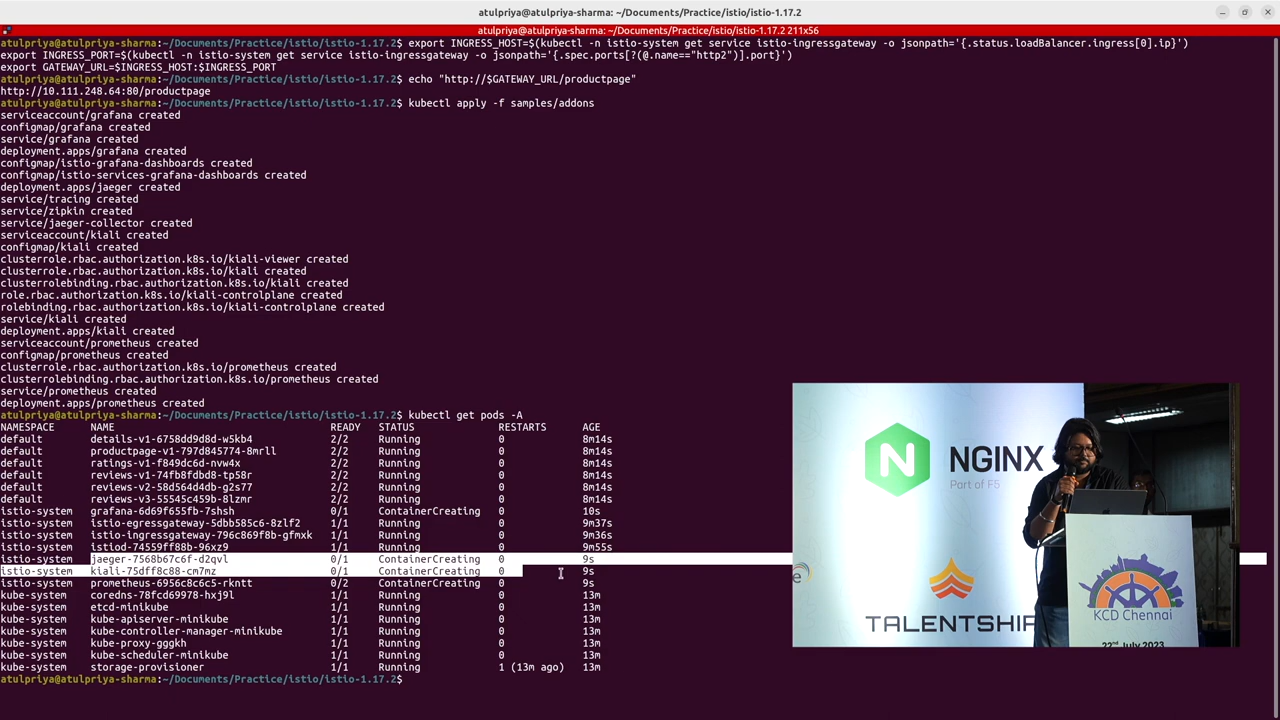 atulpriya@atulpriya-sharma: ~/Documents/Practice/istio/istio-1.17.2
atulpriya@atulpriya-sharma: ~/Documents/Practice/istio/istio-1.17.2 211x56
atulpriya@atulpriya-sharma:~/Documents/Practice/istio/istio-1.17.2$ export INGRESS_HOST=$(kubectl -n istio-system get service istio-ingressgateway -o jsonpath='{.status.loadBalancer.ingress[0].ip}')
export INGRESS_PORT=$(kubectl -n istio-system get service istio-ingressgateway -o jsonpath='{.spec.ports[?(@.name=="http2")].port}')
export GATEWAY_URL=$INGRESS_HOST:$INGRESS_PORT
atulpriya@atulpriya-sharma:~/Documents/Practice/istio/istio-1.17.2$ echo "http://$GATEWAY_URL/productpage"
http://10.111.248.64:80/productpage
atulpriya@atulpriya-sharma:~/Documents/Practice/istio/istio-1.17.2$ kubectl apply -f samples/addons
serviceaccount/grafana created
configmap/grafana created
service/grafana created
deployment.apps/grafana created
configmap/istio-grafana-dashboards created
configmap/istio-services-grafana-dashboards created
deployment.apps/jaeger created
service/tracing created
service/zipkin created
service/jaeger-collector created
serviceaccount/kiali created
configmap/kiali created
clusterrole.rbac.authorization.k8s.io/kiali-viewer created
clusterrole.rbac.authorization.k8s.io/kiali created
clusterrolebinding.rbac.authorization.k8s.io/kiali created
role.rbac.authorization.k8s.io/kiali-controlplane created
rolebinding.rbac.authorization.k8s.io/kiali-controlplane created
service/kiali created
deployment.apps/kiali created
serviceaccount/prometheus created
configmap/prometheus created
clusterrole.rbac.authorization.k8s.io/prometheus created
clusterrolebinding.rbac.authorization.k8s.io/prometheus created
service/prometheus created
deployment.apps/prometheus created
atulpriya@atulpriya-sharma:~/Documents/Practice/istio/istio-1.17.2$ kubectl get pods -A
NAMESPACE NAME READY STATUS RESTARTS AGE
default details-v1-6758dd9d8d-w5kb4 2/2 Running 0 8m14s
default productpage-v1-797d845774-8mrll 2/2 Running 0 8m14s
default ratings-v1-f849dc6d-nvw4x 2/2 Running 0 8m14s
default reviews-v1-74fb8fdbd8-tp58r 2/2 Running 0 8m14s
default reviews-v2-58d564d4db-g2s77 2/2 Running 0 8m14s
default reviews-v3-55545c459b-8lzmr 2/2 Running 0 8m14s
istio-system grafana-6d69f655fb-7shsh 0/1 ContainerCreating 0 10s
istio-system istio-egressgateway-5dbb585c6-8zlf2 1/1 Running 0 9m37s
istio-system istio-ingressgateway-796c869f8b-gfmxk 1/1 Running 0 9m36s
istio-system istiod-74559ff88b-96xz9 1/1 Running 0 9m55s
istio-system jaeger-7568b67c6f-d2qvl 0/1 ContainerCreating 0 9s
istio-system kiali-75dff8c88-cm7mz 0/1 ContainerCreating 0 9s
istio-system prometheus-6956c8c6c5-rkntt 0/2 ContainerCreating 0 9s
kube-system coredns-78fcd69978-hxj9l 1/1 Running 0 13m
kube-system etcd-minikube 1/1 Running 0 13m
kube-system kube-apiserver-minikube 1/1 Running 0 13m
kube-system kube-controller-manager-minikube 1/1 Running 0 13m
kube-system kube-proxy-gggkh 1/1 Running 0 13m
kube-system kube-scheduler-minikube 1/1 Running 0 13m
kube-system storage-provisioner 1/1 Running 1 (13m ago) 13m
atulpriya@atulpriya-sharma:~/Documents/Practice/istio/istio-1.17.2$
NGINX
Part of F5
e
TALENTSHIP
KCD Chennai
22nd July 2023